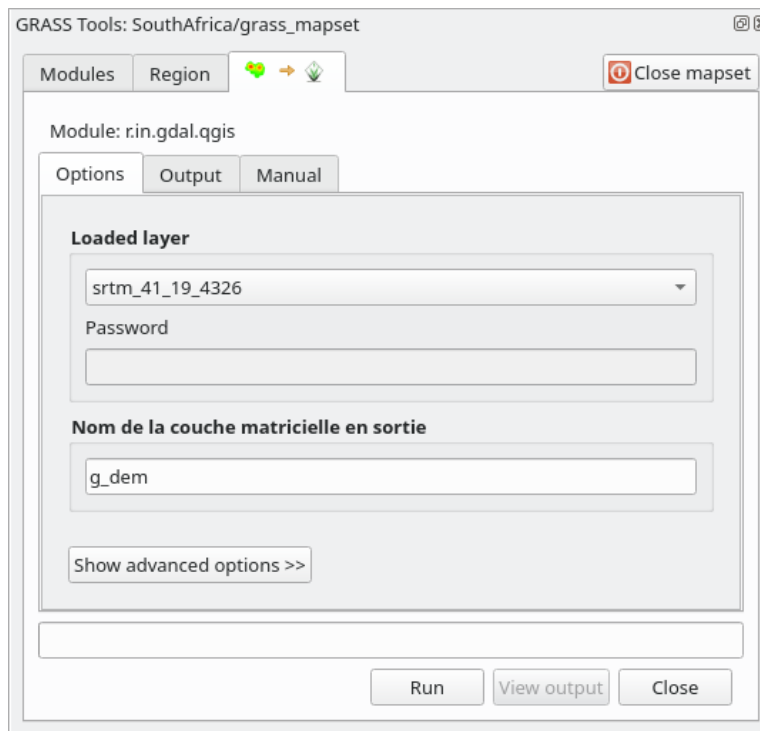 GRASS Tools: SouthAfrica/grass_mapset
Modules Region Close mapset
Module: r.in.gdal.qgis
Options Output Manual
Loaded layer
srtm_41_19_4326
Password
Nom de la couche matricielle en sortie
g_dem
Show advanced options >>
Run View output Close